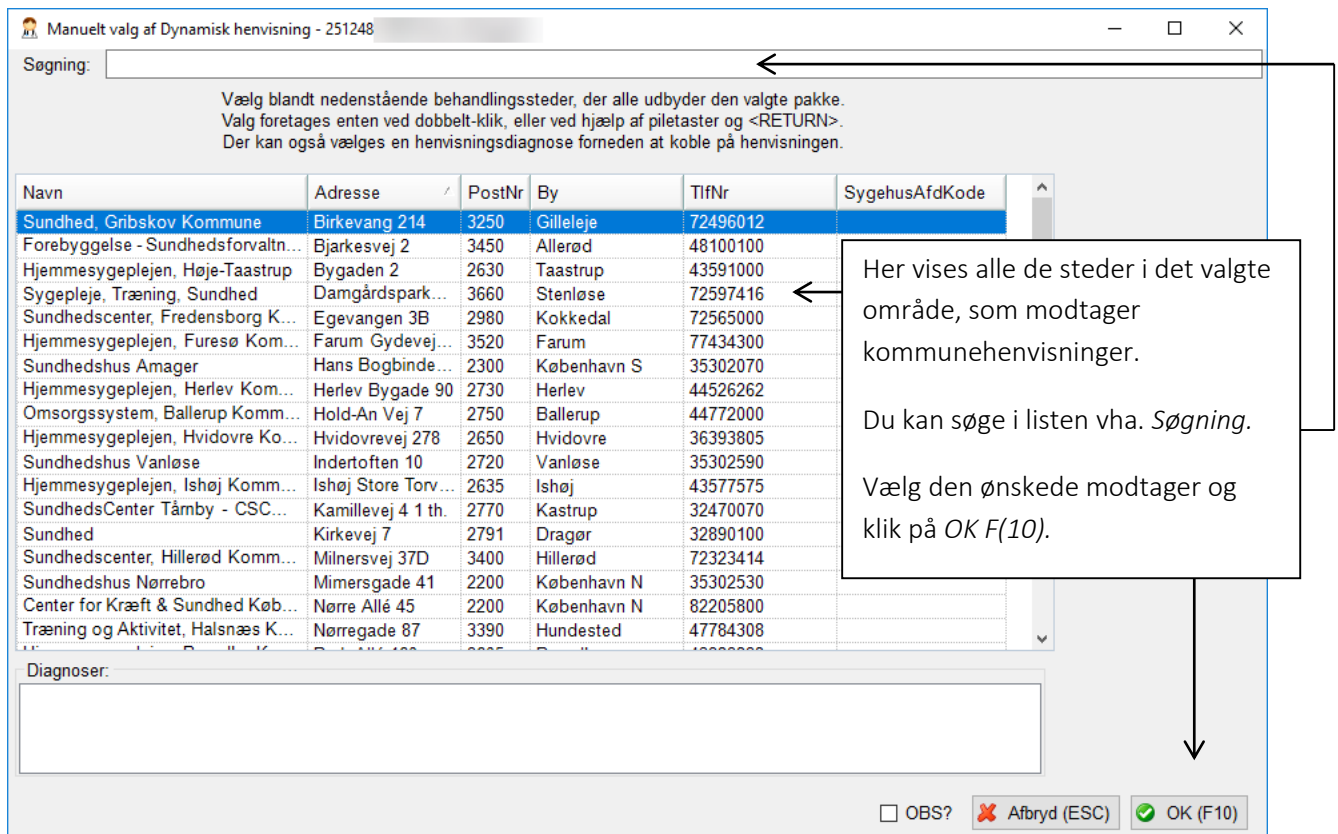 Manuelt valg af Dynamisk henvisning - 251248
Søgning:
Vælg blandt nedenstående behandlingssteder, der alle udbyder den valgte pakke.
Valg foretages enten ved dobbelt-klik, eller ved hjælp af piletaster og <RETURN>.
Der kan også vælges en henvisningsdiagnose forneden at koble på henvisningen.
Navn Adresse PostNr By TlfNr SygehusAfdKode
Sundhed, Gribskov Kommune Birkevang 214 3250 Gilleleje 72496012
Forebyggelse - Sundhedsforvaltn... Bjarkesvej 2 3450 Allerød 48100100
Hjemmesygeplejen, Høje-Taastrup Bygaden 2 2630 Taastrup 43591000
Sygepleje, Træning, Sundhed Damgårdspark... 3660 Stenløse 72597416
Sundhedscenter, Fredensborg K... Egevangen 3B 2980 Kokkedal 72565000
Hjemmesygeplejen, Furesø Kom... Farum Gydevej... 3520 Farum 77434300
Sundhedshus Amager Hans Bogbinde... 2300 København S 35302070
Hjemmesygeplejen, Herlev Kom... Herlev Bygade 90 2730 Herlev 44526262
Omsorgssystem, Ballerup Komm... Hold-An Vej 7 2750 Ballerup 44772000
Hjemmesygeplejen, Hvidovre Ko... Hvidovrevej 278 2650 Hvidovre 36393805
Sundhedshus Vanløse Indertoften 10 2720 Vanløse 35302590
Hjemmesygeplejen, Ishøj Komm... Ishøj Store Torv... 2635 Ishøj 43577575
SundhedsCenter Tårnby - CSC... Kamillevej 4 1 th. 2770 Kastrup 32470070
Sundhed Kirkevej 7 2791 Dragør 32890100
Sundhedscenter, Hillerød Komm... Milnersvej 37D 3400 Hillerød 72323414
Sundhedshus Nørrebro Mimersgade 41 2200 København N 35302530
Center for Kræft & Sundhed Køb... Nørre Allé 45 2200 København N 82205800
Træning og Aktivitet, Halsnæs K... Nørregade 87 3390 Hundested 47784308
Her vises alle de steder i det valgte
område, som modtager
kommunehenvisninger.
Du kan søge i listen vha. Søgning.
Vælg den ønskede modtager og
klik på OK F(10).
Diagnoser:
OBS? Afbryd (ESC) OK (F10)